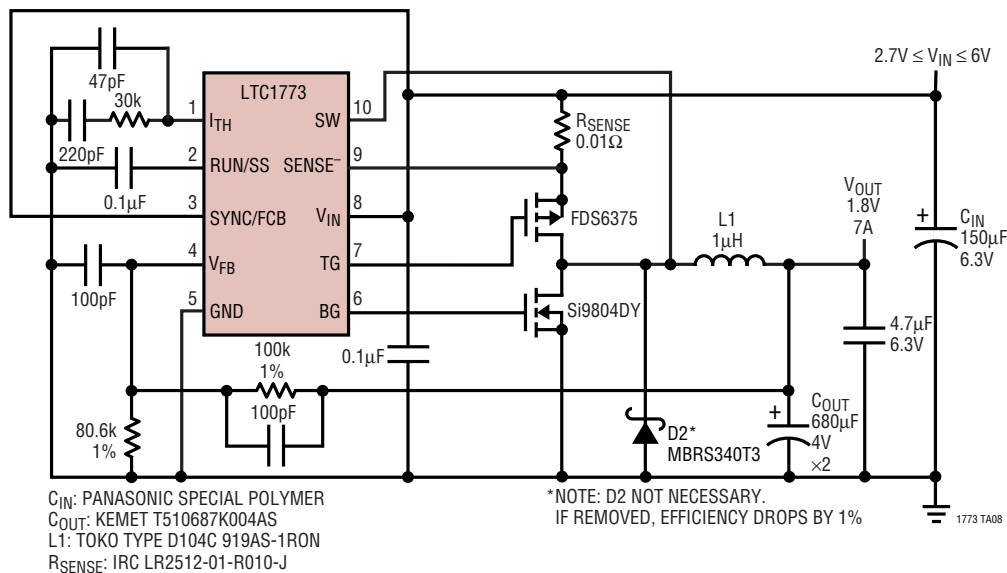 2.7V ≤ VIN ≤ 6V
47pF
30k
220pF
0.1µF
100pF
LTC1773
1
ITH
2
RUN/SS
3
SYNC/FCB
4
VFB
5
GND
10
SW
9
SENSE–
8
VIN
7
TG
6
BG
RSENSE
0.01Ω
FDS6375
Si9804DY
L1
1µH
VOUT
1.8V
7A
+
CIN
150µF
6.3V
4.7µF
6.3V
0.1µF
100k
1%
100pF
80.6k
1%
D2*
MBRS340T3
+
COUT
680µF
4V
×2
CIN: PANASONIC SPECIAL POLYMER
COUT: KEMET T510687K004AS
L1: TOKO TYPE D104C 919AS-1RON
RSENSE: IRC LR2512-01-R010-J
*NOTE: D2 NOT NECESSARY.
IF REMOVED, EFFICIENCY DROPS BY 1%
1773 TA08